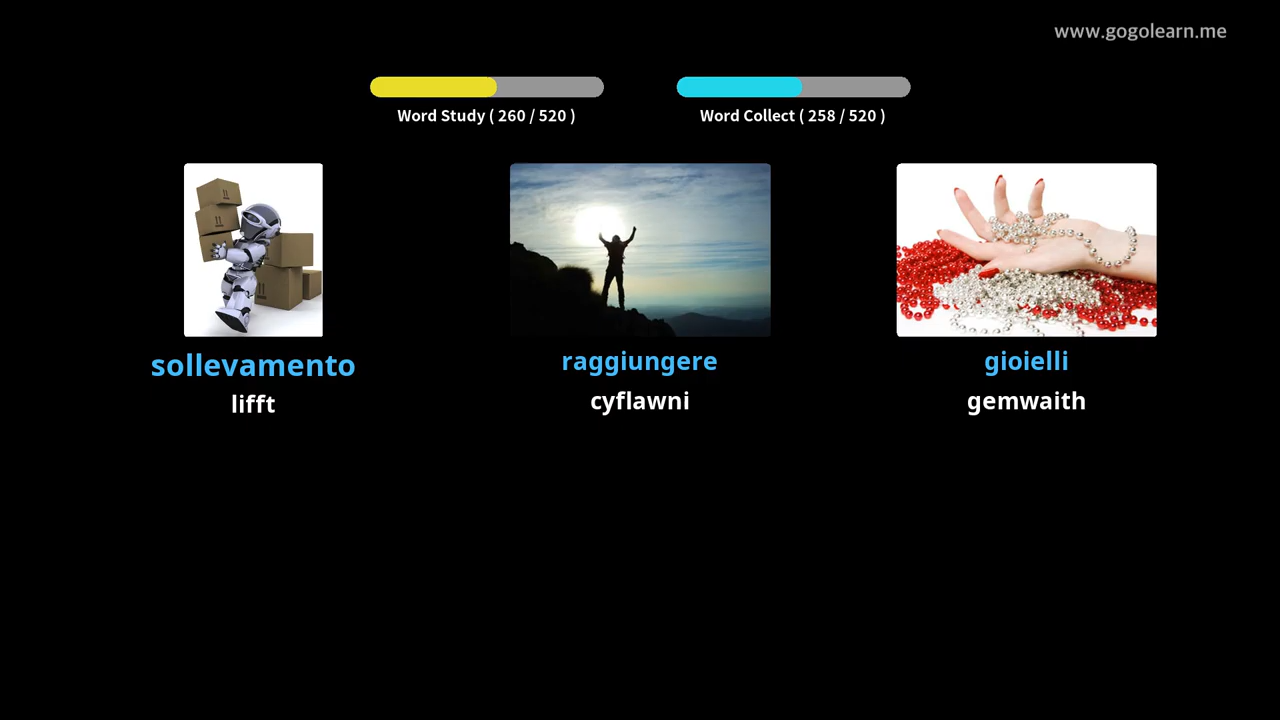 www.gogolearn.me
Word Study ( 260 / 520 )
Word Collect ( 258 / 520 )
sollevamento
lifft
raggiungere
cyflawni
gioielli
gemwaith